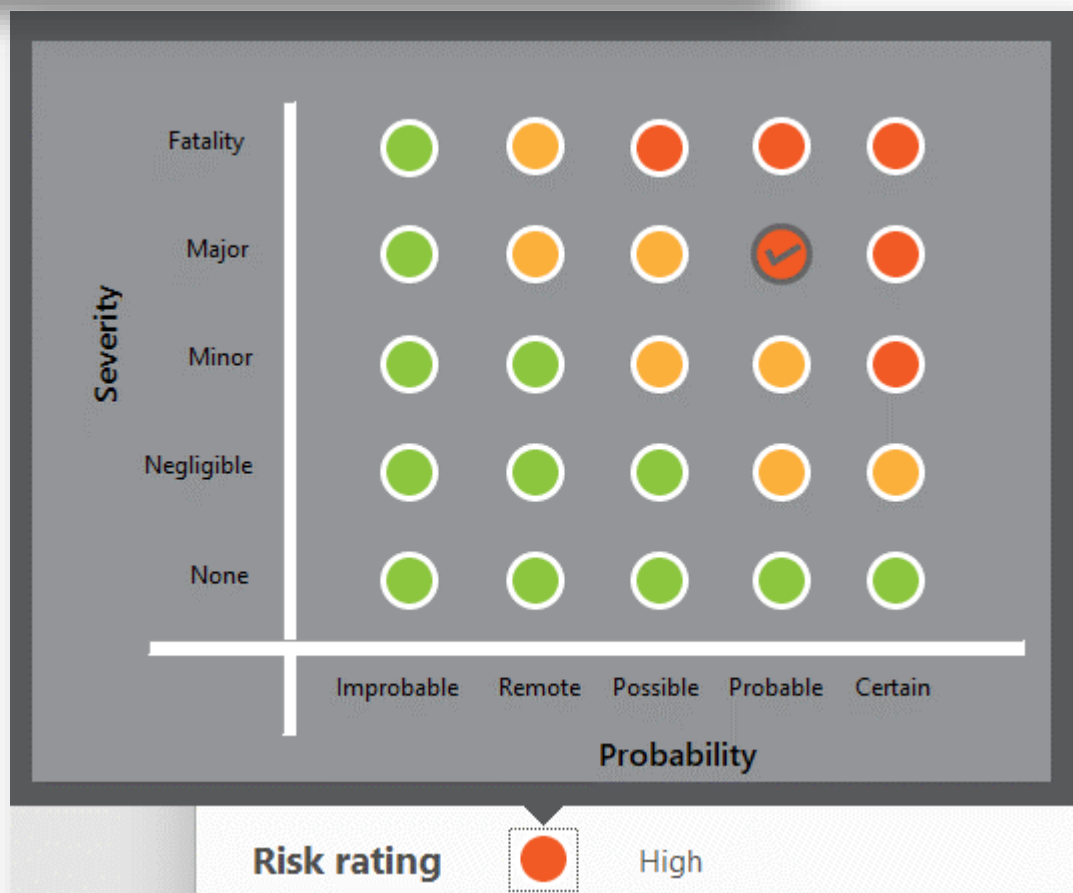 Fatality
Major
Severity
Minor
Negligible
None
Improbable Remote Possible Probable Certain
Probability
Risk rating High